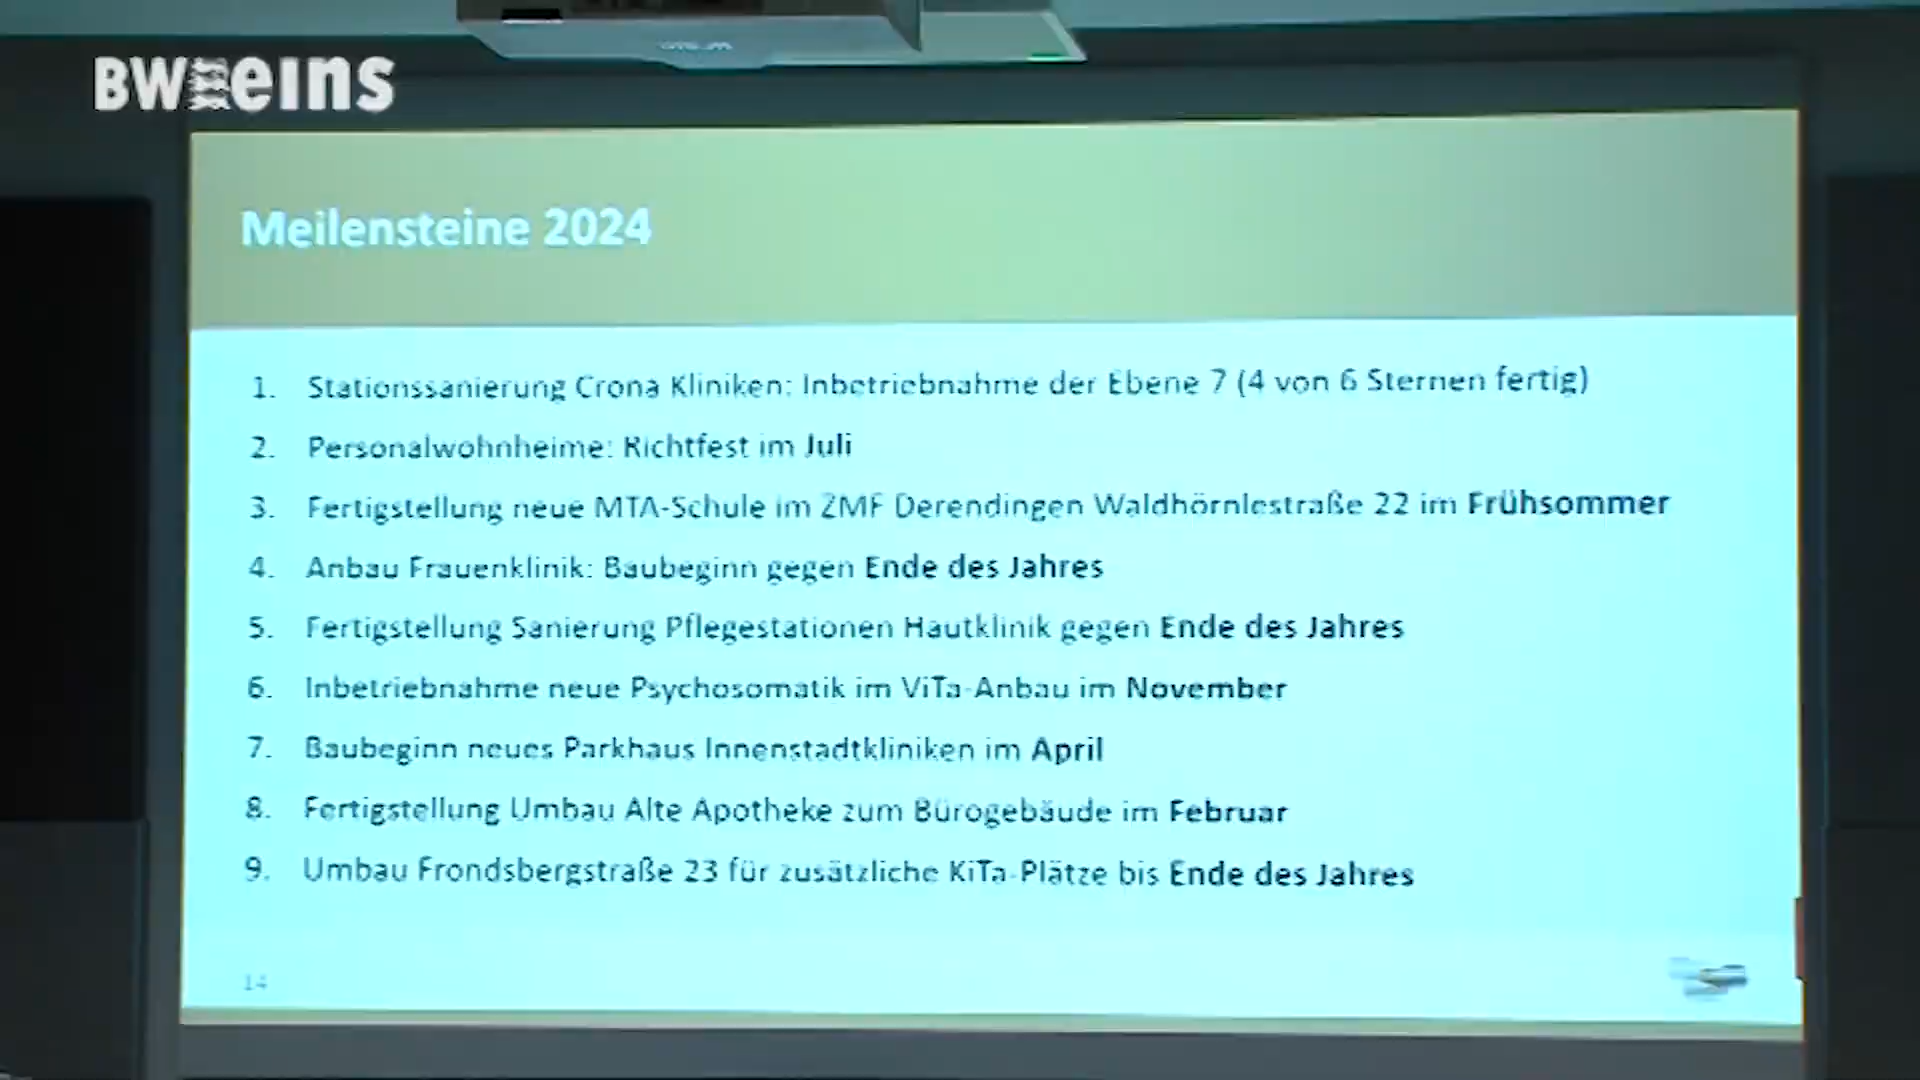 BW eins
Meilensteine 2024
1. Stationssanierung Crona Kliniken: Inbetriebnahme der Ebene 7 (4 von 6 Sternen fertig)
2. Personalwohnheime: Richtfest im Juli
3. Fertigstellung neue MTA-Schule im ZMF Derendingen Waldhörnlestraße 22 im Frühsommer
4. Anbau Frauenklinik: Baubeginn gegen Ende des Jahres
5. Fertigstellung Sanierung Pflegestationen Hautklinik gegen Ende des Jahres
6. Inbetriebnahme neue Psychosomatik im ViTa-Anbau im November
7. Baubeginn neues Parkhaus Innenstadtkliniken im April
8. Fertigstellung Umbau Alte Apotheke zum Bürogebäude im Februar
9. Umbau Frondsbergstraße 23 für zusätzliche KiTa-Plätze bis Ende des Jahres
14